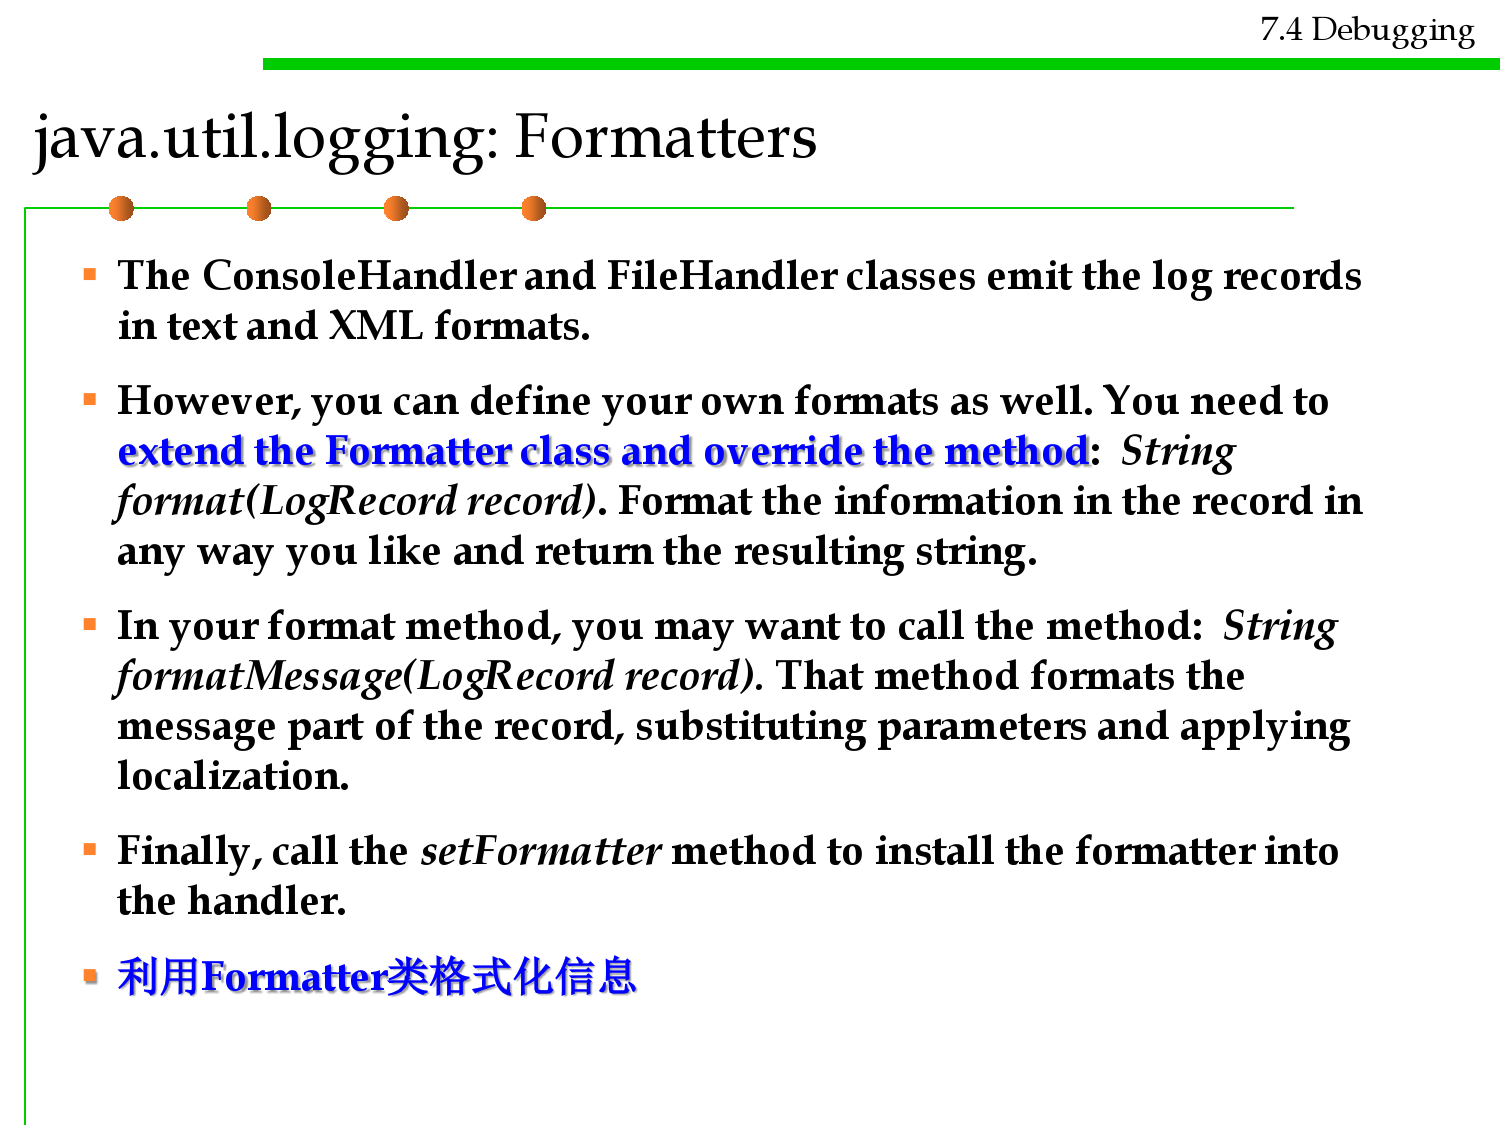 7.4 Debugging
java.util.logging: Formatters
▪ The ConsoleHandler and FileHandler classes emit the log records
in text and XML formats.
▪ However, you can define your own formats as well. You need to
extend the Formatter class and override the method: String
format(LogRecord record). Format the information in the record in
any way you like and return the resulting string.
▪ In your format method, you may want to call the method: String
formatMessage(LogRecord record). That method formats the
message part of the record, substituting parameters and applying
localization.
▪ Finally, call the setFormatter method to install the formatter into
the handler.
▪ 利用Formatter类格式化信息